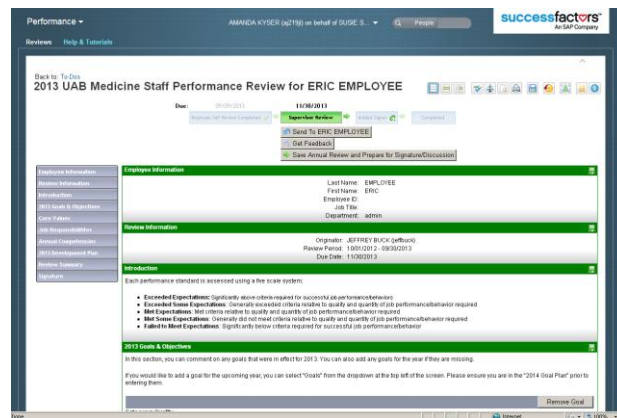 Performance
AMANDA KYSER (aj219j) on behalf of SUSIE S...
People
successfactors
An SAP Company
Reviews Help & Tutorials
Back to: To-Dos
2013 UAB Medicine Staff Performance Review for ERIC EMPLOYEE
Due: 09/09/2013 11/30/2013
Supervisor Review
Completed
Send To ERIC EMPLOYEE
Get Feedback
Save Annual Review and Prepare for Signature/Discussion
Employee Information
Review Information
Introduction
2013 Goals & Objectives
Core Values
Job Responsibilities
Annual Competencies
2013 Development Plan
Review Summary
Signature
Employee Information
Last Name: EMPLOYEE
First Name: ERIC
Employee ID:
Job Title:
Department: admin
Review Information
Originator: JEFFREY BUCK (jeffbuck)
Review Period: 10/01/2012 - 09/30/2013
Due Date: 11/30/2013
Introduction
Each performance standard is assessed using a five scale system.
Exceeded Expectations: Significantly above criteria required for successful job performance/behaviors
Exceeded Some Expectations: Generally exceeded criteria relative to quality and quantity of job performance/behavior required
Met Expectations: Met criteria relative to quality and quantity of job performance/behavior required
Met Some Expectations: Generally did not meet criteria relative to quality and quantity of job performance/behavior required
Failed to Meet Expectations: Significantly below criteria required for successful job performance/behavior
2013 Goals & Objectives
In this section, you can comment on any goals that were in effect for 2013. You can also add any goals for the year if they are missing.
If you would like to add a goal for the upcoming year, you can select "Goals" from the dropdown at the top left of the screen. Please ensure you are in the "2014 Goal Plan" prior to
entering them.
Remove Goal
Done
Internet
100%